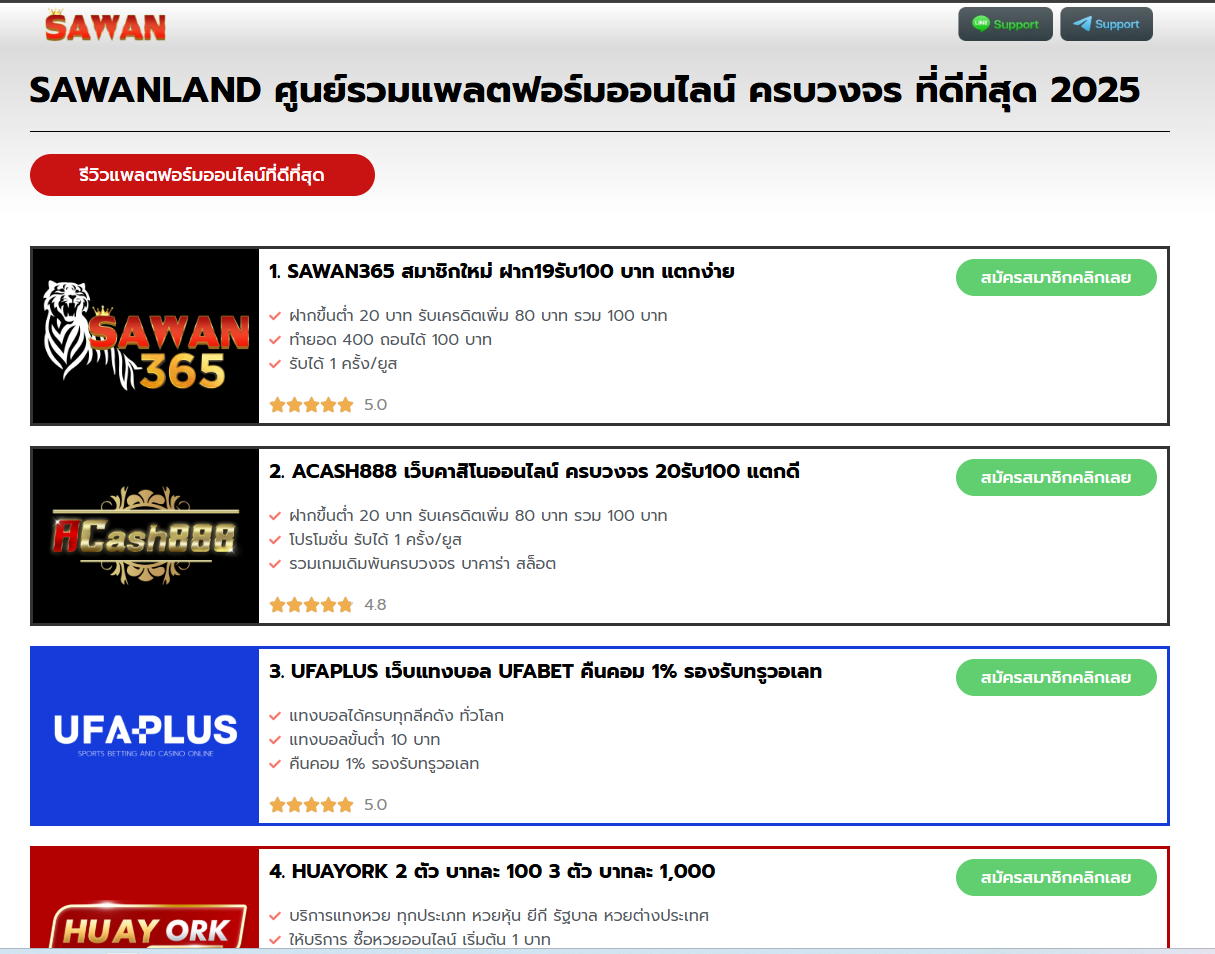 SAWAN
LINE Support
Support
SAWANLAND ศูนย์รวมแพลตฟอร์มออนไลน์ ครบวงจร ที่ดีที่สุด 2025
รีวิวแพลตฟอร์มออนไลน์ที่ดีที่สุด
SAWAN
365
1. SAWAN365 สมาชิกใหม่ ฝาก19รับ100 บาท แตกง่าย
สมัครสมาชิกคลิกเลย
ฝากขึ้นต่ำ 20 บาท รับเครดิตเพิ่ม 80 บาท รวม 100 บาท
ทำยอด 400 ถอนได้ 100 บาท
รับได้ 1 ครั้ง/ยูส
5.0
ACash888
2. ACASH888 เว็บคาสิโนออนไลน์ ครบวงจร 20รับ100 แตกดี
สมัครสมาชิกคลิกเลย
ฝากขึ้นต่ำ 20 บาท รับเครดิตเพิ่ม 80 บาท รวม 100 บาท
โปรโมชั่น รับได้ 1 ครั้ง/ยูส
รวมเกมเดิมพันครบวงจร บาคาร่า สล็อต
4.8
UFAPLUS
SPORTS BETTING AND CASINO ONLINE
3. UFAPLUS เว็บแทงบอล UFABET คืนคอม 1% รองรับทรูวอเลท
สมัครสมาชิกคลิกเลย
แทงบอลได้ครบทุกลีคดัง ทั่วโลก
แทงบอลขั้นต่ำ 10 บาท
คืนคอม 1% รองรับทรูวอเลท
5.0
HUAY ORK
4. HUAYORK 2 ตัว บาทละ 100 3 ตัว บาทละ 1,000
สมัครสมาชิกคลิกเลย
บริการแทงหวย ทุกประเภท หวยหุ้น ยีกี รัฐบาล หวยต่างประเทศ
ให้บริการ ซื้อหวยออนไลน์ เริ่มต้น 1 บาท